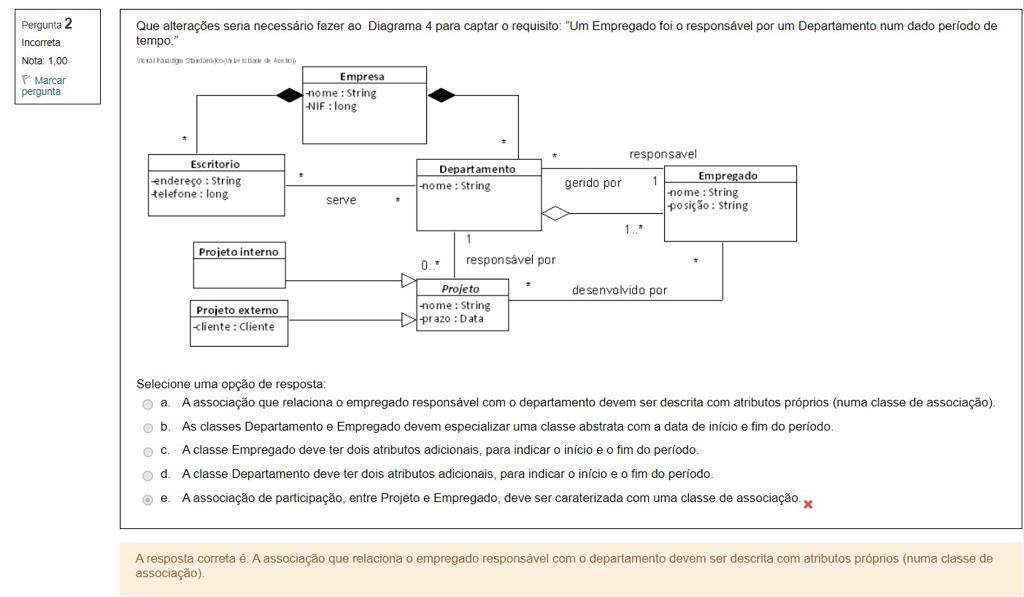 Pergunta 2
Incorreta
Nota: 1,00
Marcar
pergunta
Que alterações seria necessário fazer ao Diagrama 4 para captar o requisito: “Um Empregado foi o responsável por um Departamento num dado período de
tempo.”
Visual Paradigm Standard(
Empresa
-nome : String
-NIF : long
*
*
Escritorio
-endereço : String
-telefone : long
*
serve
*
Departamento
-nome : String
*
responsavel
gerido por
1
Empregado
-nome : String
-posição : String
1..*
1
responsável por
0..*
*
*
desenvolvido por
Projeto interno
Projeto externo
-cliente : Cliente
Projeto
-nome : String
-prazo : Data
Selecione uma opção de resposta:
a. A associação que relaciona o empregado responsável com o departamento devem ser descrita com atributos próprios (numa classe de associação).
b. As classes Departamento e Empregado devem especializar uma classe abstrata com a data de início e fim do período.
c. A classe Empregado deve ter dois atributos adicionais, para indicar o início e o fim do período.
d. A classe Departamento deve ter dois atributos adicionais, para indicar o início e o fim do período.
e. A associação de participação, entre Projeto e Empregado, deve ser caraterizada com uma classe de associação.
A resposta correta é: A associação que relaciona o empregado responsável com o departamento devem ser descrita com atributos próprios (numa classe de
associação).